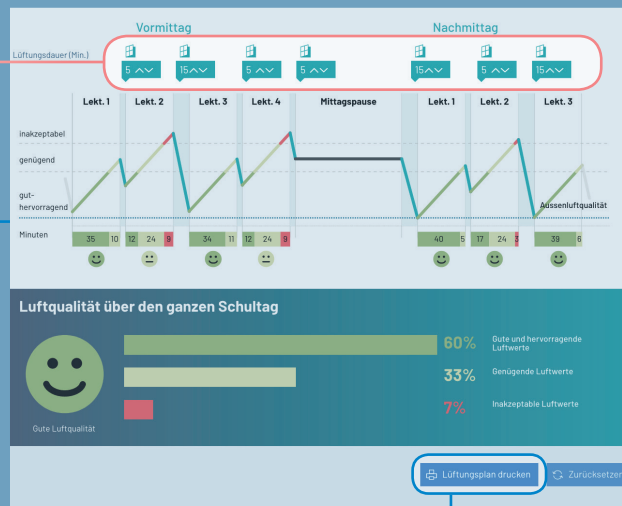 Vormittag Nachmittag
Lüftungsdauer (Min.)
5 15 5 5 15 5 15
Lekt. 1 Lekt. 2 Lekt. 3 Lekt. 4 Mittagspause Lekt. 1 Lekt. 2 Lekt. 3
inakzeptabel
genügend
gut-
hervorragend
Aussenluftqualität
Minuten
35 10 12 24 9 34 11 12 24 9 40 5 17 24 3 39 6
Luftqualität über den ganzen Schultag
60% Gute und hervorragende
Luftwerte
33% Genügende Luftwerte
7% Inakzeptable Luftwerte
Gute Luftqualität
Lüftungsplan drucken Zurücksetzen